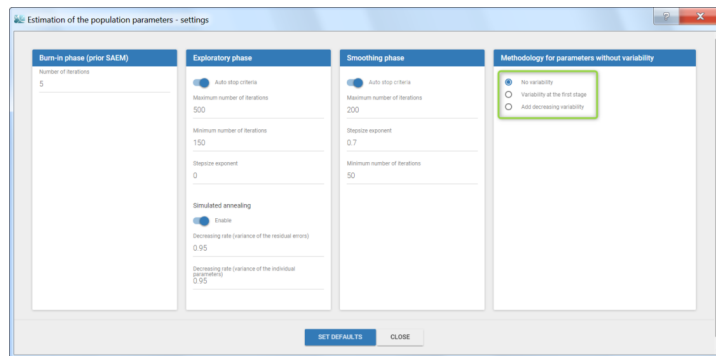 Estimation of the population parameters - settings
Burn-in phase (prior SAEM)
Number of iterations
5
Exploratory phase
Auto stop criteria
Maximum number of iterations
500
Minimum number of iterations
150
Stepsize exponent
0
Simulated annealing
Enable
Decreasing rate (variance of the residual errors)
0.95
Decreasing rate (variance of the individual
parameters)
0.95
Smoothing phase
Auto stop criteria
Maximum number of iterations
200
Stepsize exponent
0.7
Minimum number of iterations
50
Methodology for parameters without variability
No variability
Variability at the first stage
Add decreasing variability
SET DEFAULTS
CLOSE